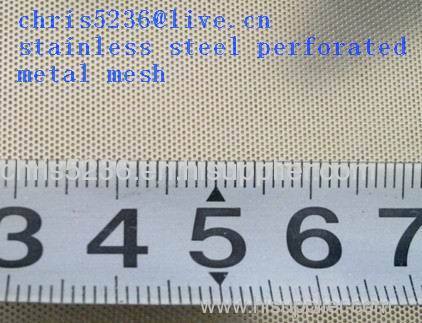 chris5236@live.cn
stainless steel perforated
metal mesh
3 4 5 6 7